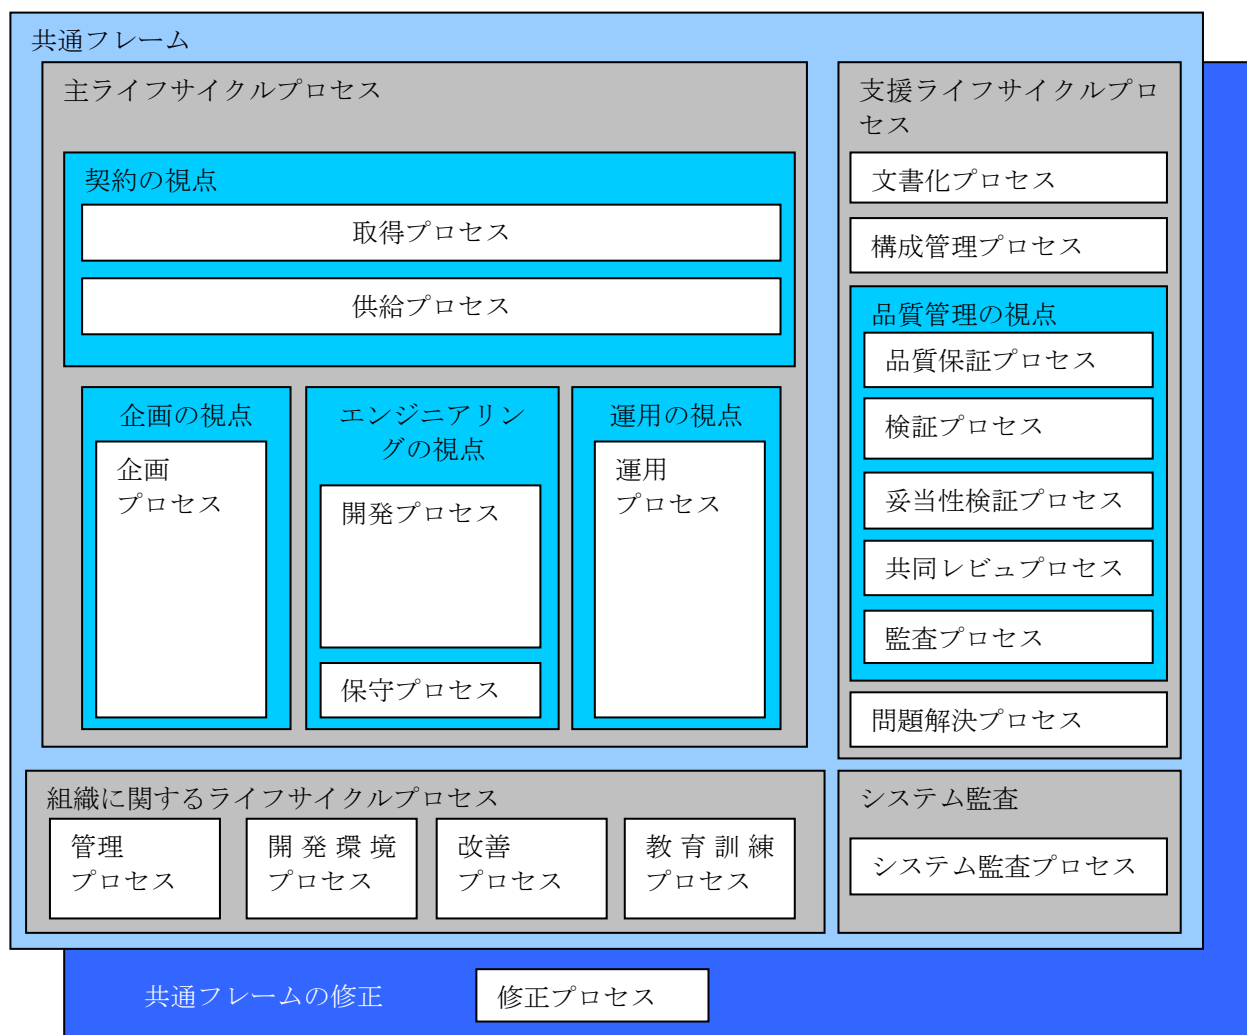 共通フレーム
主ライフサイクルプロセス
契約の視点
取得プロセス
供給プロセス
企画の視点
企画
プロセス
エンジニアリン
グの視点
開発プロセス
保守プロセス
運用の視点
運用
プロセス
支援ライフサイクルプロ
セス
文書化プロセス
構成管理プロセス
品質管理の視点
品質保証プロセス
検証プロセス
妥当性検証プロセス
共同レビュプロセス
監査プロセス
問題解決プロセス
組織に関するライフサイクルプロセス
管理
プロセス
開発環境
プロセス
改善
プロセス
教育訓練
プロセス
システム監査
システム監査プロセス
共通フレームの修正
修正プロセス